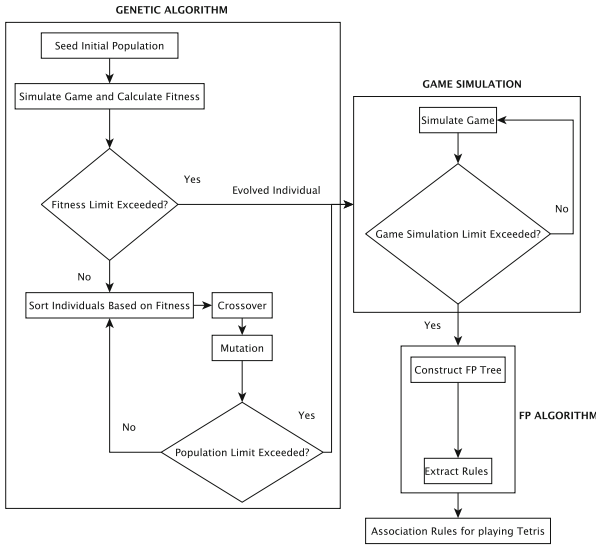 GENETIC ALGORITHM
Seed Initial Population
Simulate Game and Calculate Fitness
Fitness Limit Exceeded?
Yes
Evolved Individual
No
Sort Individuals Based on Fitness
Crossover
Mutation
Population Limit Exceeded?
No
Yes
GAME SIMULATION
Simulate Game
Game Simulation Limit Exceeded?
No
Yes
Construct FP Tree
FP ALGORITHM
Extract Rules
Association Rules for playing Tetris